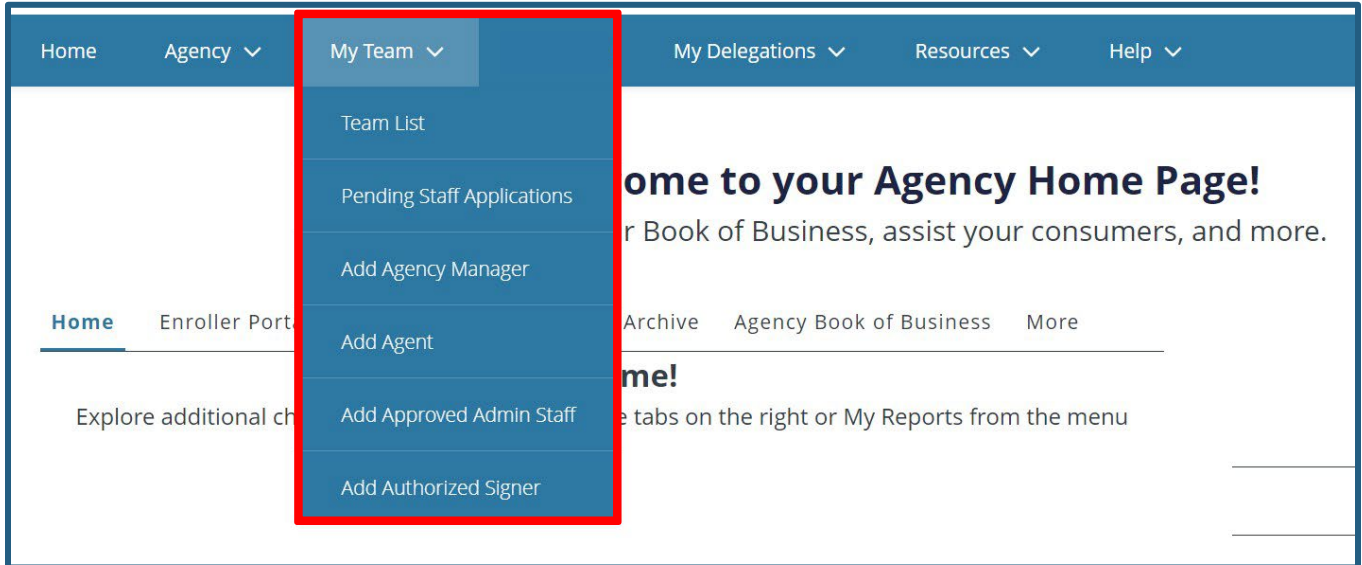 Home Agency My Team My Delegations Resources Help
Team List
Pending Staff Applications
Add Agency Manager
Add Agent
Add Approved Admin Staff
Add Authorized Signer
ome to your Agency Home Page!
r Book of Business, assist your consumers, and more.
Home Enroller Porta Archive Agency Book of Business More
me!
Explore additional ch e tabs on the right or My Reports from the menu